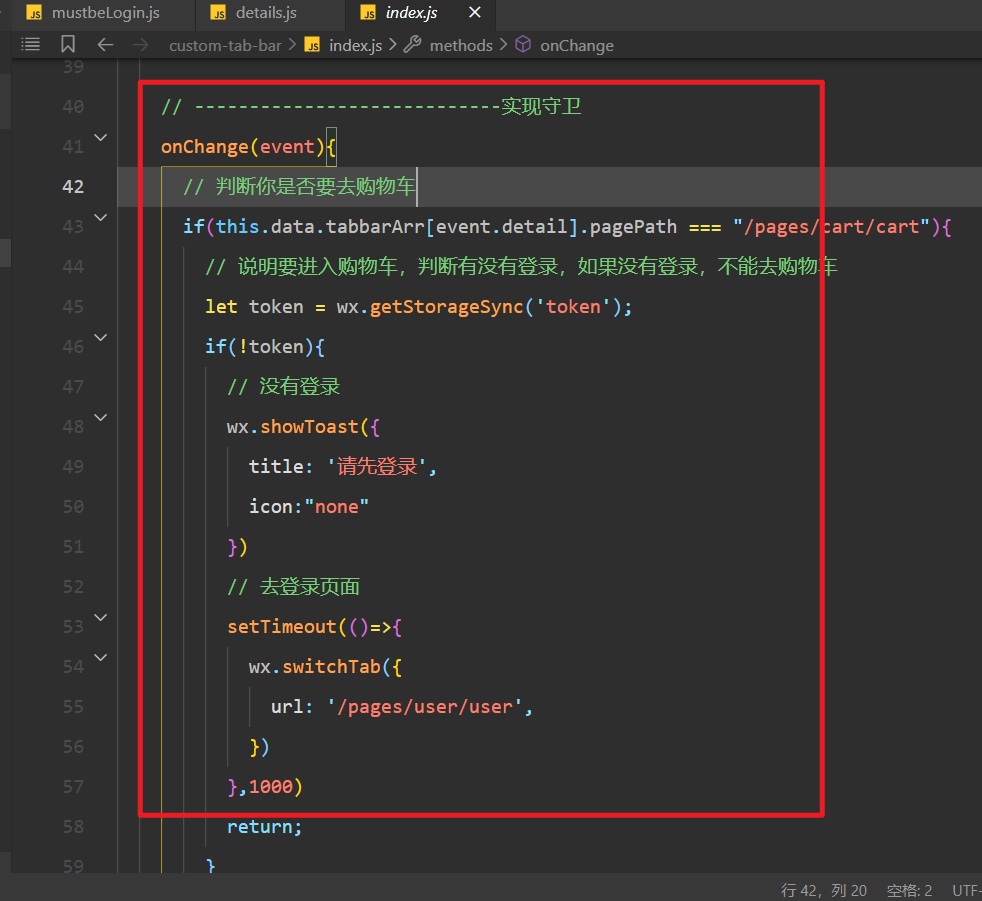 JS mustbeLogin.js JS details.js JS index.js ×
custom-tab-bar > JS index.js > methods > onChange
39
40 // ----------------------------实现守卫
41 onChange(event){
42 // 判断你是否要去购物车
43 if(this.data.tabbarArr[event.detail].pagePath === "/pages/cart/cart"){
44 // 说明要进入购物车，判断有没有登录，如果没有登录，不能去购物车
45 let token = wx.getStorageSync('token');
46 if(!token){
47 // 没有登录
48 wx.showToast({
49 title: '请先登录',
50 icon:"none"
51 })
52 // 去登录页面
53 setTimeout(()=>{
54 wx.switchTab({
55 url: '/pages/user/user',
56 })
57 },1000)
58 return;
59 }
行 42，列 20 空格: 2 UTF-